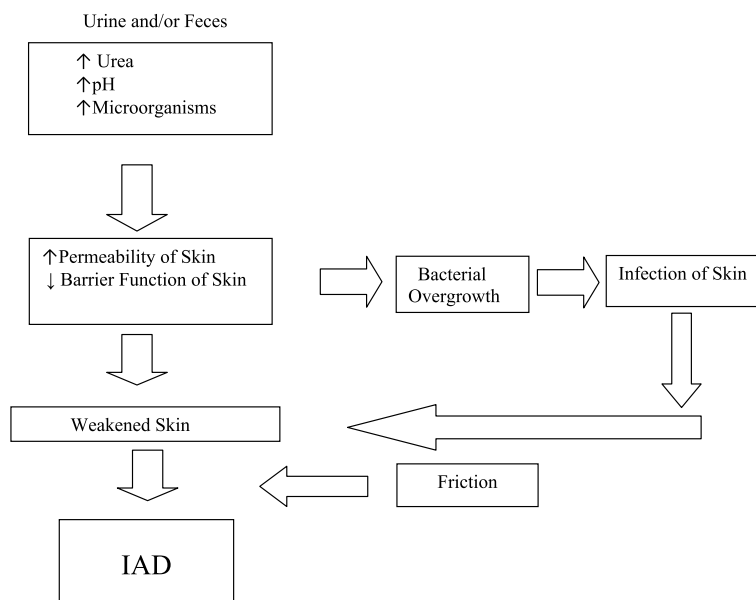 Urine and/or Feces
↑ Urea
↑pH
↑Microorganisms
↑Permeability of Skin
↓ Barrier Function of Skin
Bacterial
Overgrowth
Infection of Skin
Weakened Skin
Friction
IAD